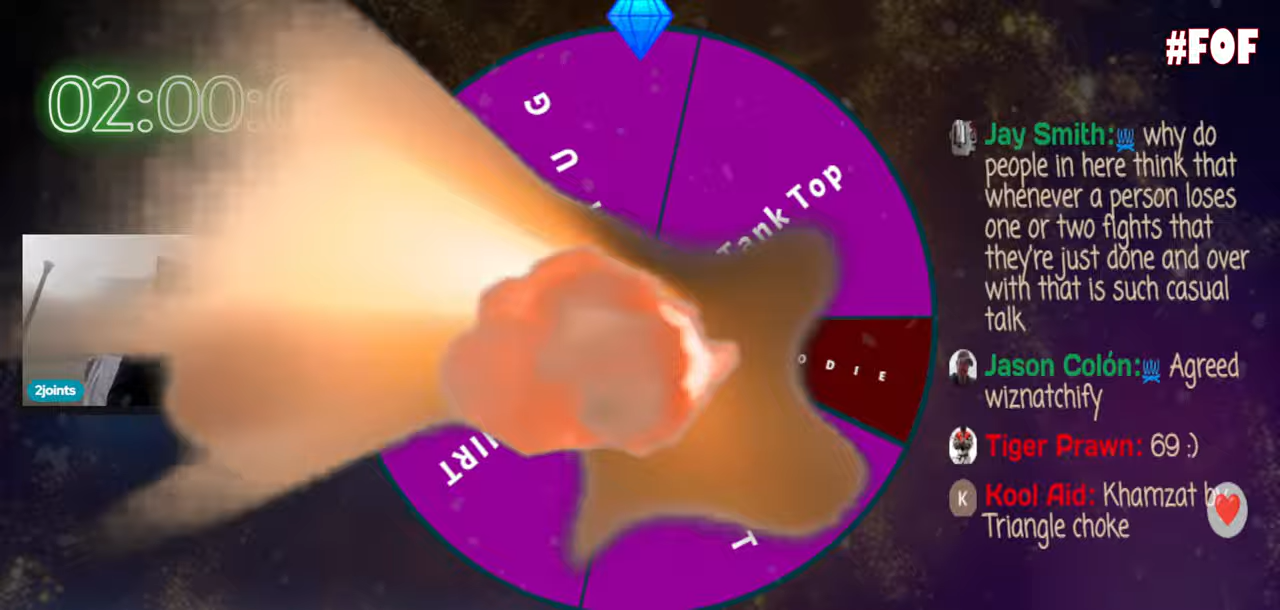 #FOF
02:00:
G U
Tank Top
O D I E
IRT
T
2joints
Jay Smith: why do
people in here think that
whenever a person loses
one or two fights that
they're just done and over
with that is such casual
talk
Jason Colón: Agreed
wiznatchify
Tiger Prawn: 69 :)
K Kool Aid: Khamzat by
Triangle choke